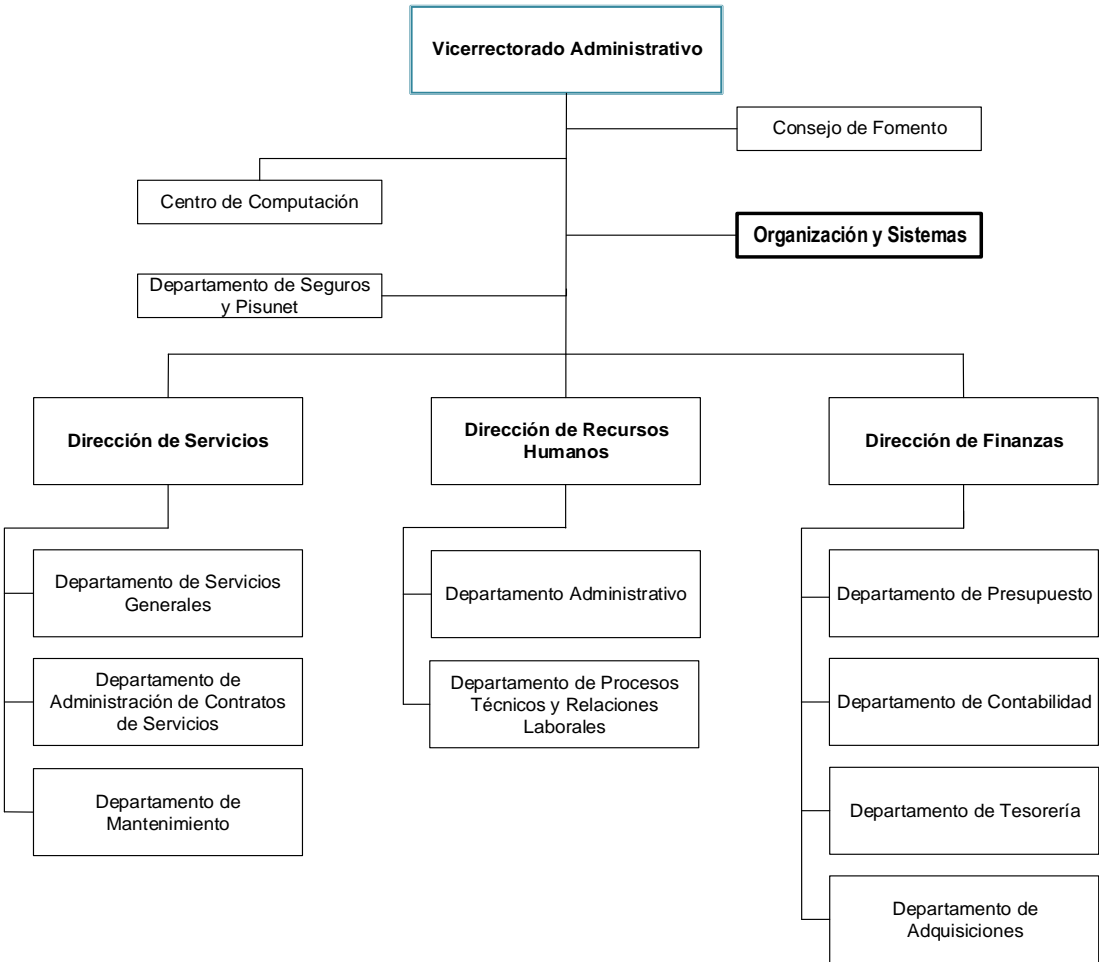 Vicerrectorado Administrativo
Consejo de Fomento
Centro de Computación
Organización y Sistemas
Departamento de Seguros
y Pisunet
Dirección de Servicios
Dirección de Recursos
Humanos
Dirección de Finanzas
Departamento de Servicios
Generales
Departamento de
Administración de Contratos
de Servicios
Departamento de
Mantenimiento
Departamento Administrativo
Departamento de Procesos
Técnicos y Relaciones
Laborales
Departamento de Presupuesto
Departamento de Contabilidad
Departamento de Tesorería
Departamento de
Adquisiciones